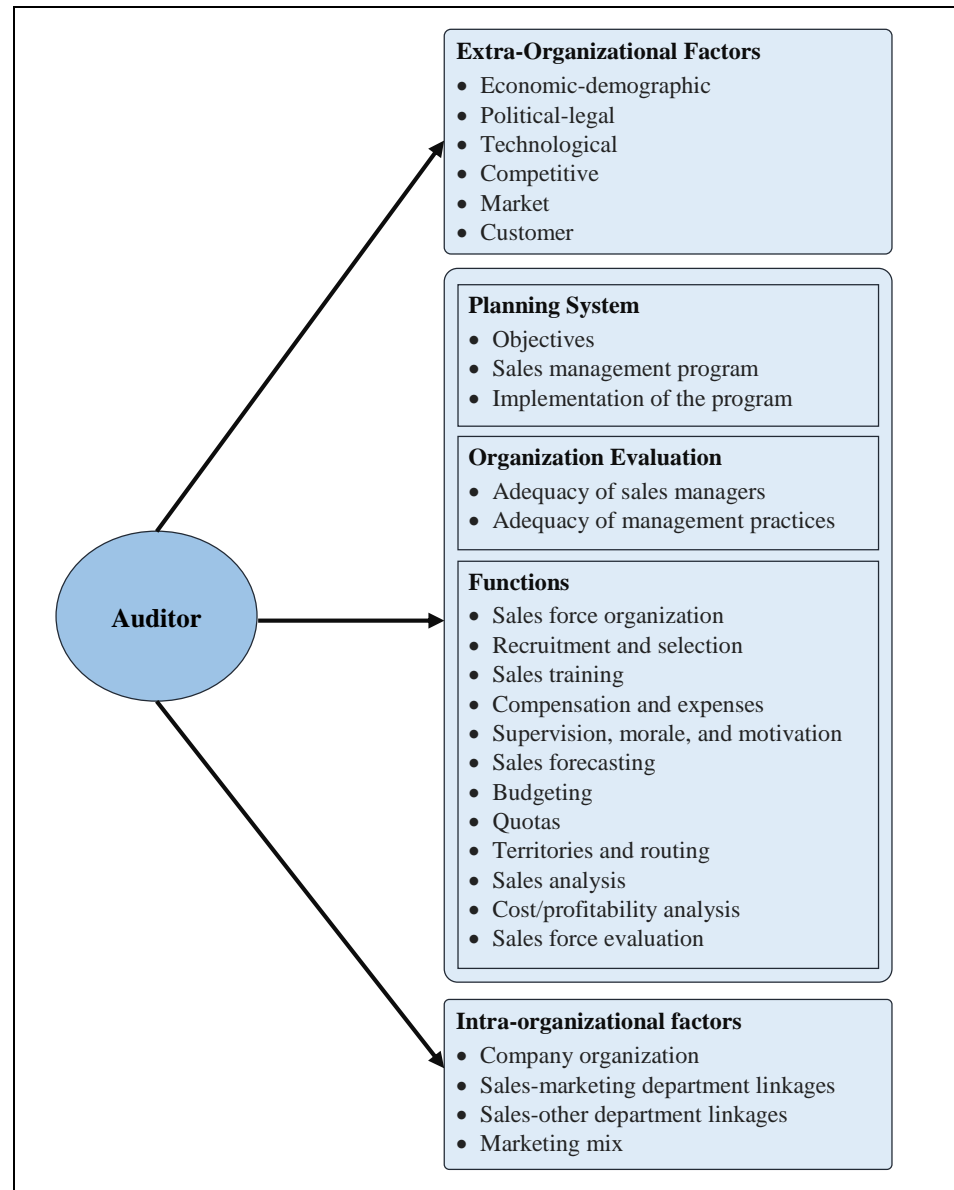 Extra-Organizational Factors
• Economic-demographic
• Political-legal
• Technological
• Competitive
• Market
• Customer
Planning System
• Objectives
• Sales management program
• Implementation of the program
Organization Evaluation
• Adequacy of sales managers
• Adequacy of management practices
Auditor
Functions
• Sales force organization
• Recruitment and selection
• Sales training
• Compensation and expenses
• Supervision, morale, and motivation
• Sales forecasting
• Budgeting
• Quotas
• Territories and routing
• Sales analysis
• Cost/profitability analysis
• Sales force evaluation
Intra-organizational factors
• Company organization
• Sales-marketing department linkages
• Sales-other department linkages
• Marketing mix